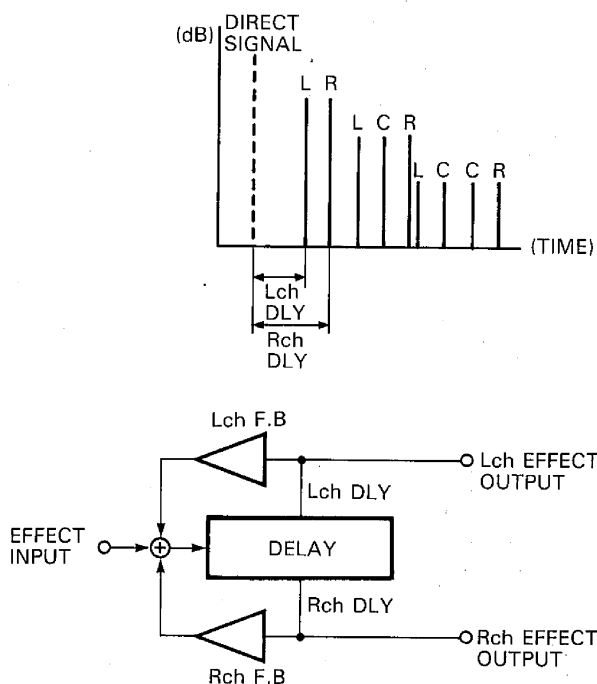 DIRECT
(dB) SIGNAL
L R
L C R
L C C R
(TIME)
Lch
DLY
Rch
DLY
Lch F.B
Lch EFFECT
OUTPUT
Lch DLY
EFFECT
INPUT
DELAY
Rch DLY
Rch EFFECT
OUTPUT
Rch F.B